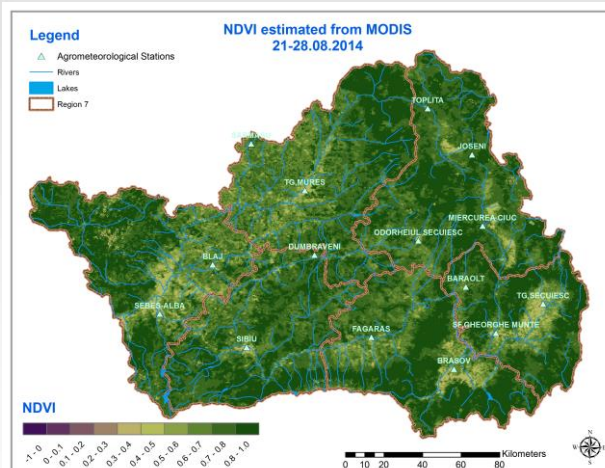 NDVI estimated from MODIS
21-28.08.2014
Legend
Agrometeorological Stations
Rivers
Lakes
Region 7
TOPLITA
JOSENI
TG.MURES
MIERCUREA CIUC
ODORHEIUL SECUIESC
DUMBRAVENI
BLAJ
BARAOLT
TG.SECUIESC
SEBES-ALBA
SF.GHEORGHE MUNTE
FAGARAS
SIBIU
BRASOV
NDVI
-1 - 0
0 - 0.1
0.1 - 0.2
0.2 - 0.3
0.3 - 0.4
0.4 - 0.5
0.5 - 0.6
0.6 - 0.7
0.7 - 0.8
0.8 - 1.0
Kilometers
0 10 20 40 60 80
N
W E
S